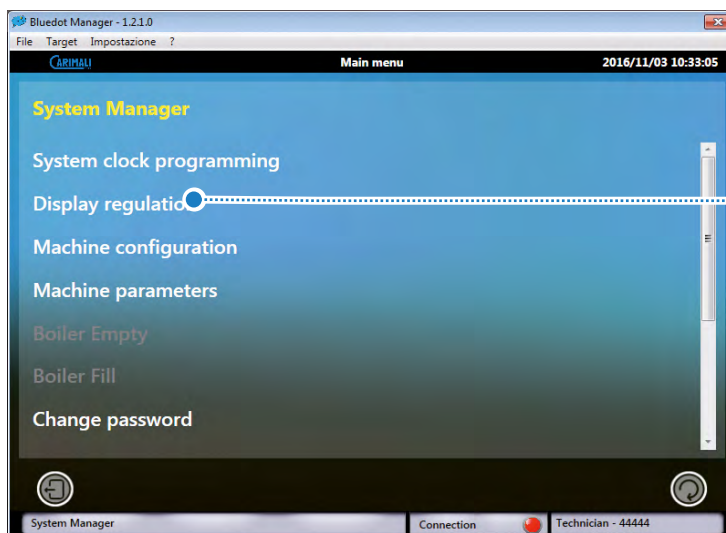 Bluedot Manager - 1.2.1.0
File Target Impostazione ?
CARIMALI Main menu 2016/11/03 10:33:05
System Manager
System clock programming
Display regulatio
Machine configuration
Machine parameters
Boiler Empty
Boiler Fill
Change password
System Manager Connection Technician - 44444